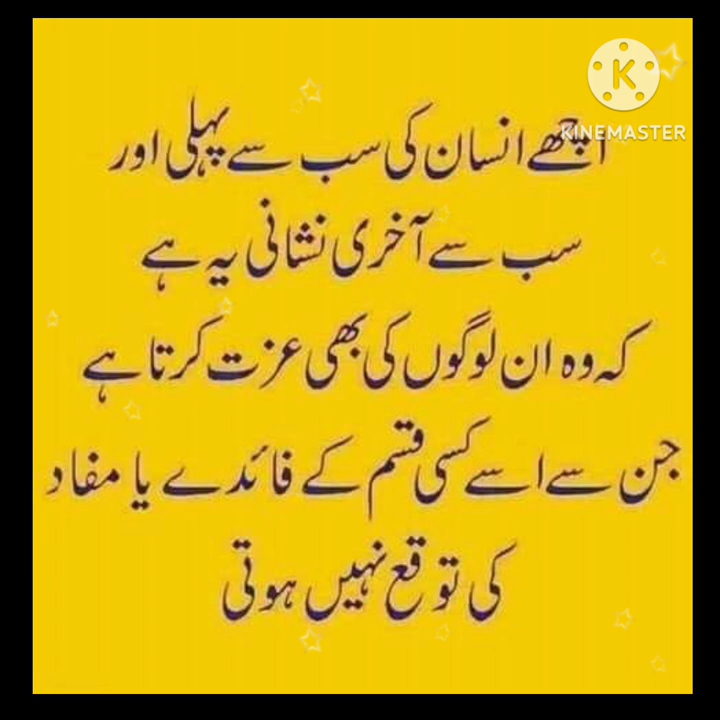 KINEMASTER
اچھے انسان کی سب سے پہلی اور
سب سے آخری نشانی یہ ہے
کہ وہ ان لوگوں کی بھی عزت کرتا ہے
جن سے اسے کسی قسم کے فائدے یا مفاد
کی توقع نہیں ہوتی